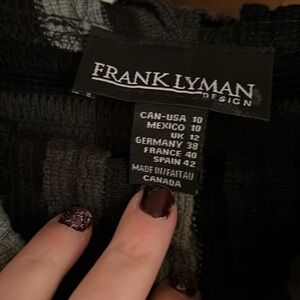 FRANK LYMAN
DESIGN
CAN-USA 10
MEXICO 10
UK 12
GERMANY 38
FRANCE 40
SPAIN 42
MADE IN/FAIT AU
CANADA